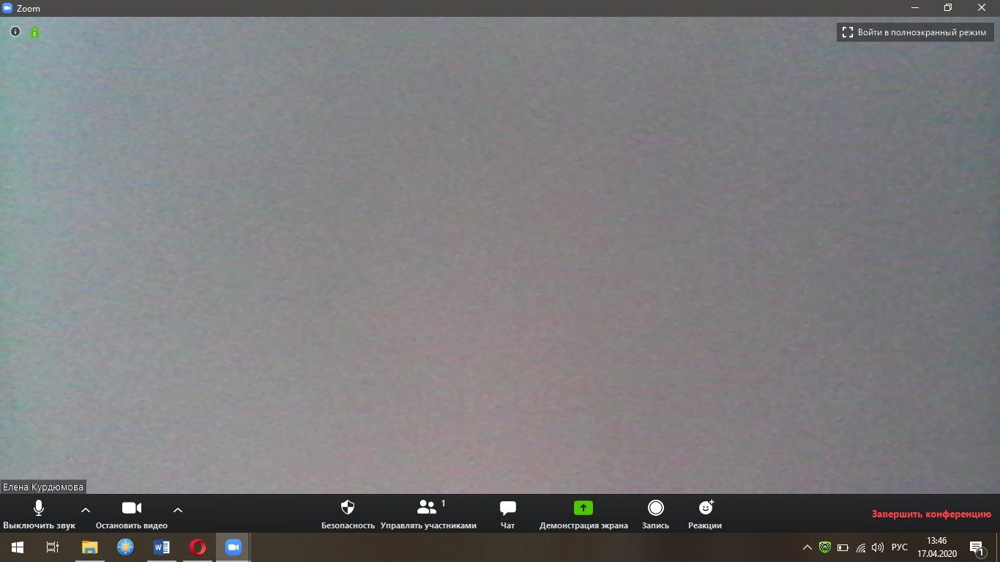 Zoom
E
Войти в полноэкранный режим
Елена Курдюмова
1
Выключить звук
Остановить видео
Безопасность
Управлять участниками
Чат
Демонстрация экрана
Запись
Реакции
Завершить конференцию
W
РУС
13:46
17.04.2020
1